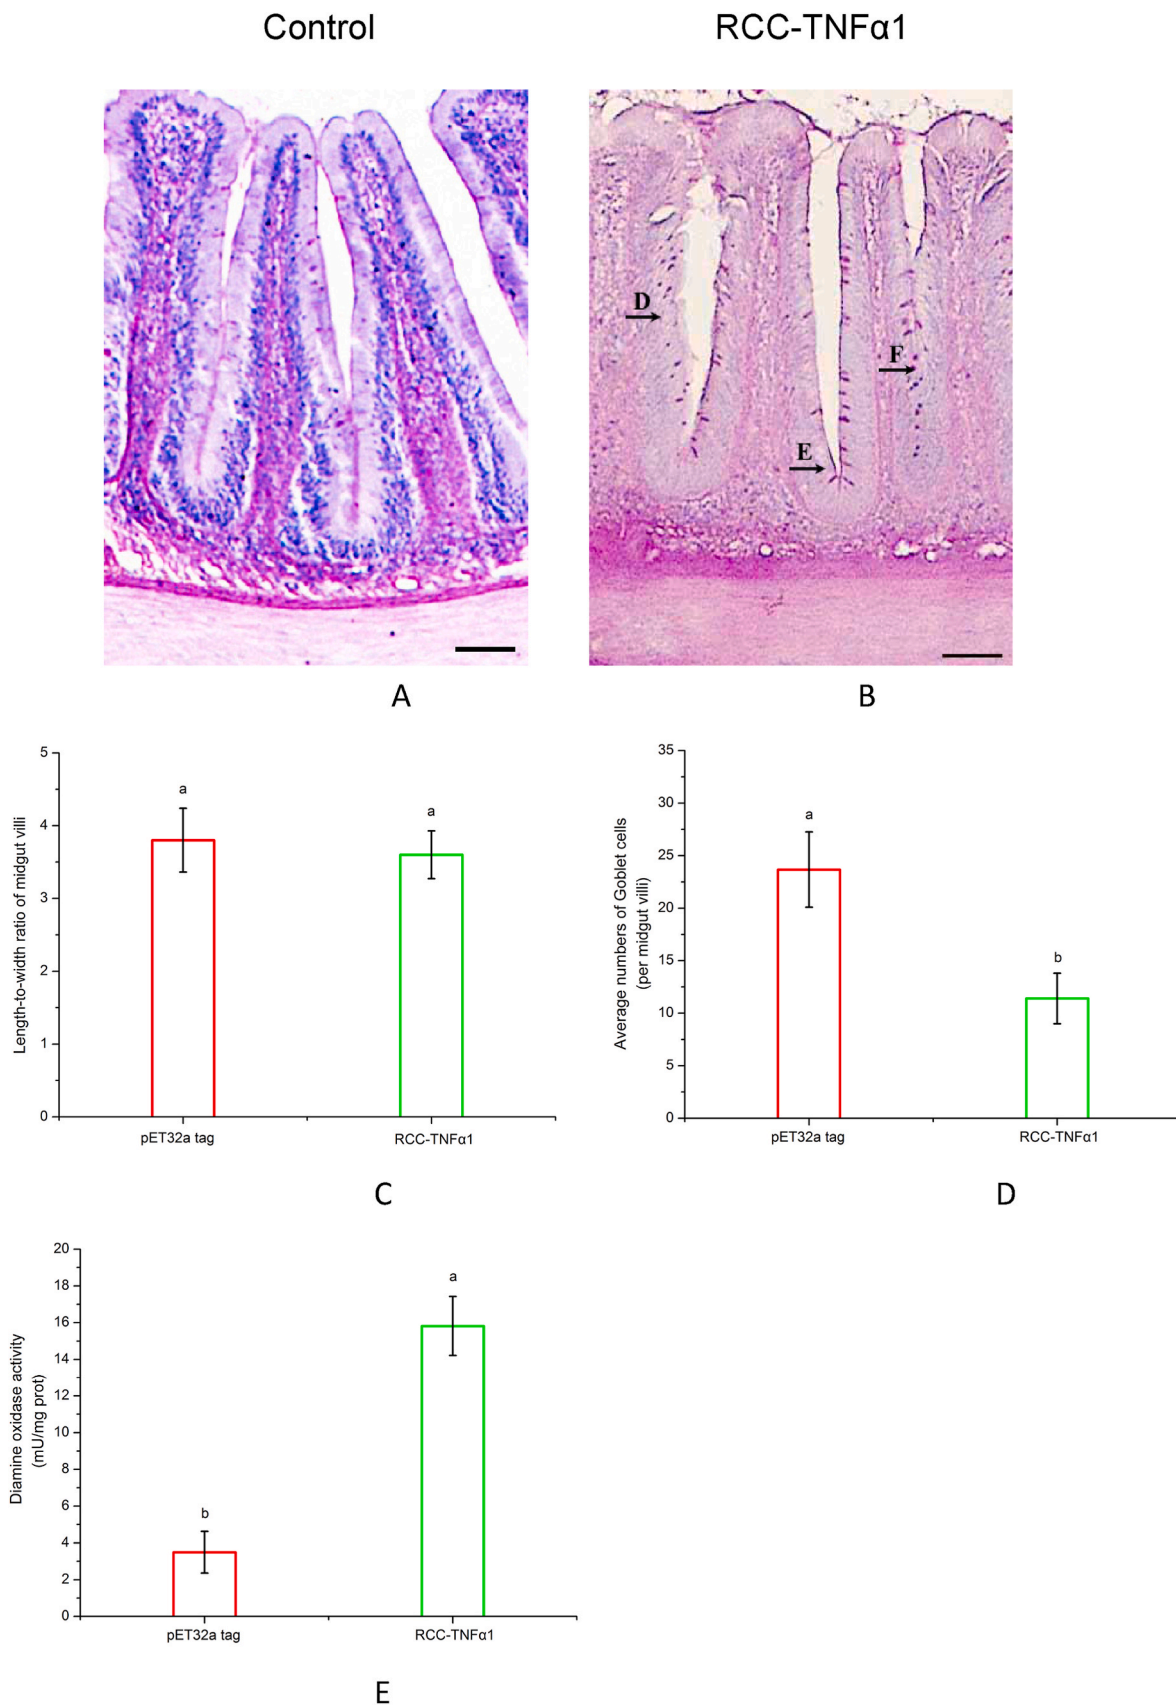 Control
RCC-TNFα1
D
F
E
A
B
5
4
3
2
1
0
Length-to-width ratio of midgut villi
a
a
pET32a tag
RCC-TNFα1
C
35
30
25
20
15
10
5
0
Average numbers of Goblet cells
(per midgut villi)
a
b
pET32a tag
RCC-TNFα1
D
20
18
16
14
12
10
8
6
4
2
0
Diamine oxidase activity
(mU/mg prot)
b
a
pET32a tag
RCC-TNFα1
E